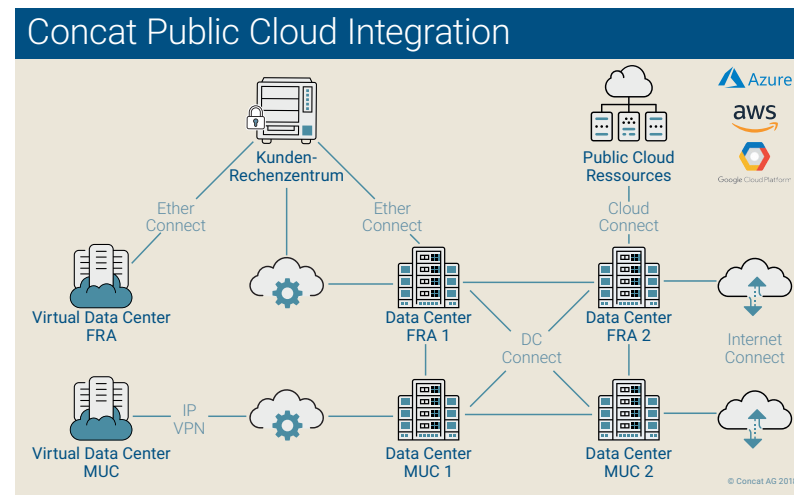 Concat Public Cloud Integration
Azure
aws
Google Cloud Platform
Kunden-
Rechenzentrum
Public Cloud
Ressources
Ether
Connect
Ether
Connect
Cloud
Connect
Virtual Data Center
FRA
Data Center
FRA 1
Data Center
FRA 2
DC
Connect
Internet
Connect
IP
VPN
Virtual Data Center
MUC
Data Center
MUC 1
Data Center
MUC 2
© Concat AG 2018